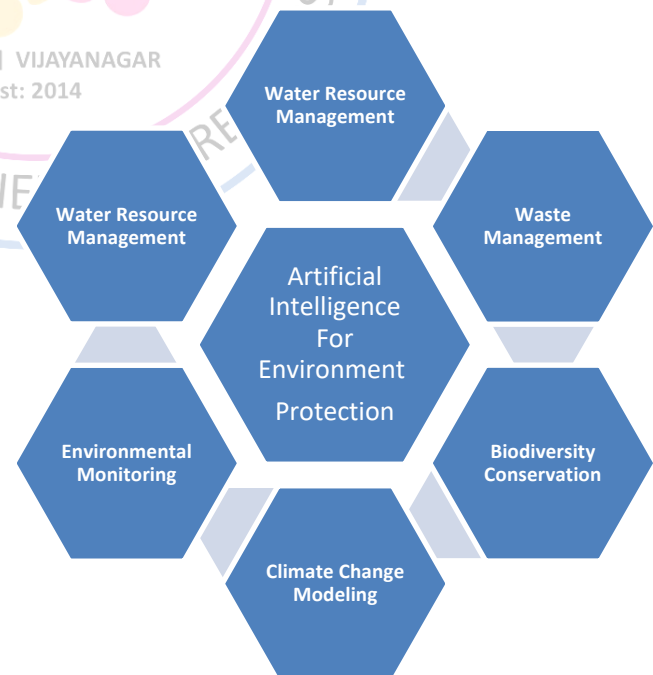 VIJAYANAGAR
st: 2014
Water Resource
Management
Water Resource
Management
Waste
Management
Artificial
Intelligence
For
Environment
Protection
Environmental
Monitoring
Biodiversity
Conservation
Climate Change
Modeling